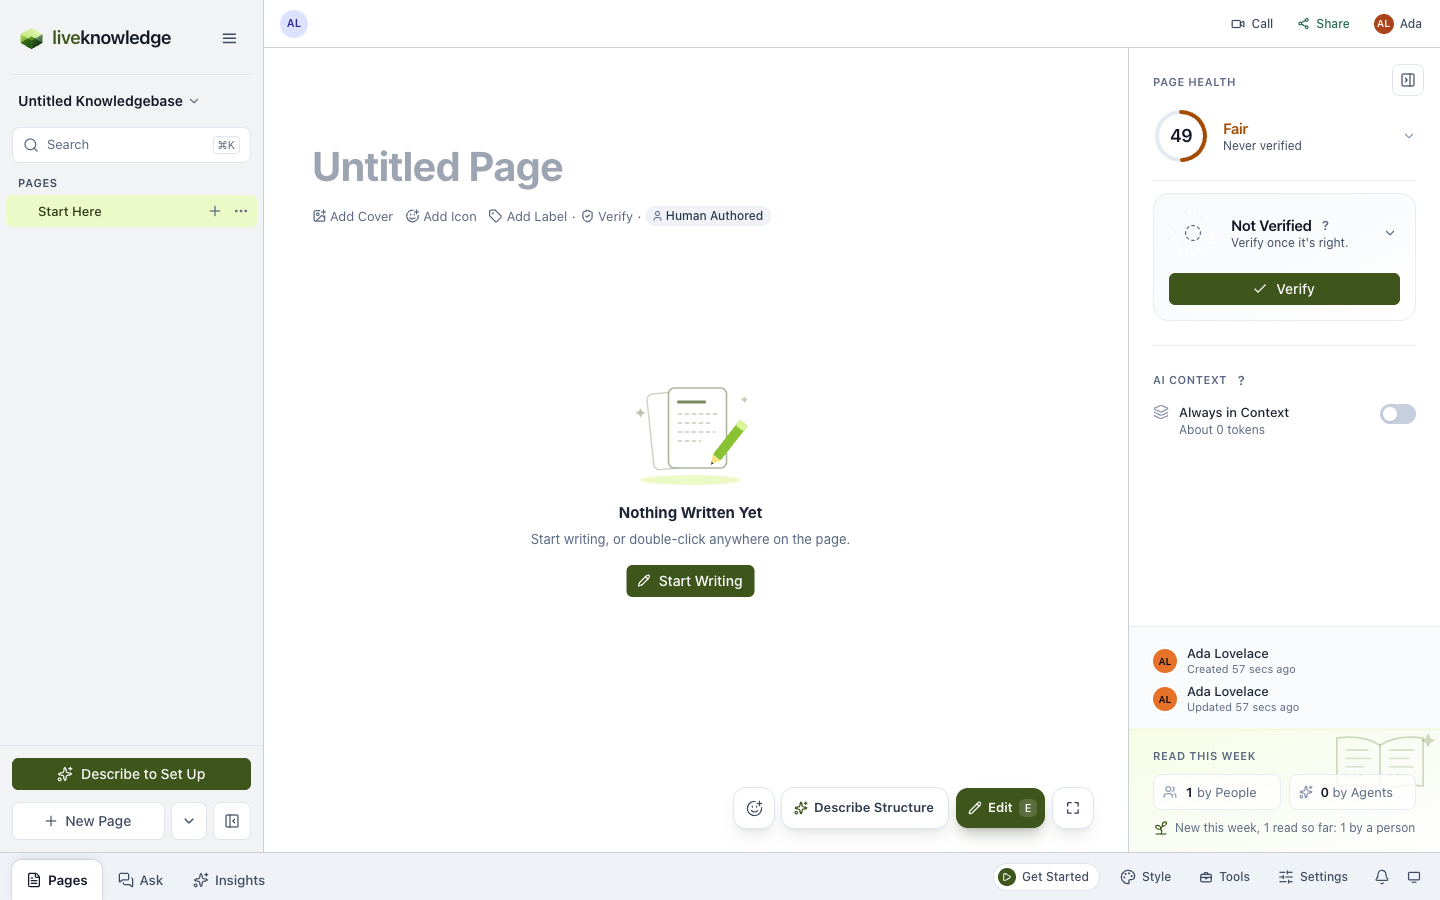 liveknowledge
Untitled Knowledgebase
Search
⌘K
PAGES
Start Here
Describe to Set Up
New Page
AL
Call
Share
AL
Ada
Untitled Page
Add Cover
Add Icon
Add Label · Verify · Human Authored
Nothing Written Yet
Start writing, or double-click anywhere on the page.
Start Writing
Describe Structure
Edit E
PAGE HEALTH
49
Fair
Never verified
Not Verified ?
Verify once it's right.
Verify
AI CONTEXT ?
Always in Context
About 0 tokens
AL
Ada Lovelace
Created 57 secs ago
AL
Ada Lovelace
Updated 57 secs ago
READ THIS WEEK
1 by People
0 by Agents
New this week, 1 read so far: 1 by a person
Pages
Ask
Insights
Get Started
Style
Tools
Settings